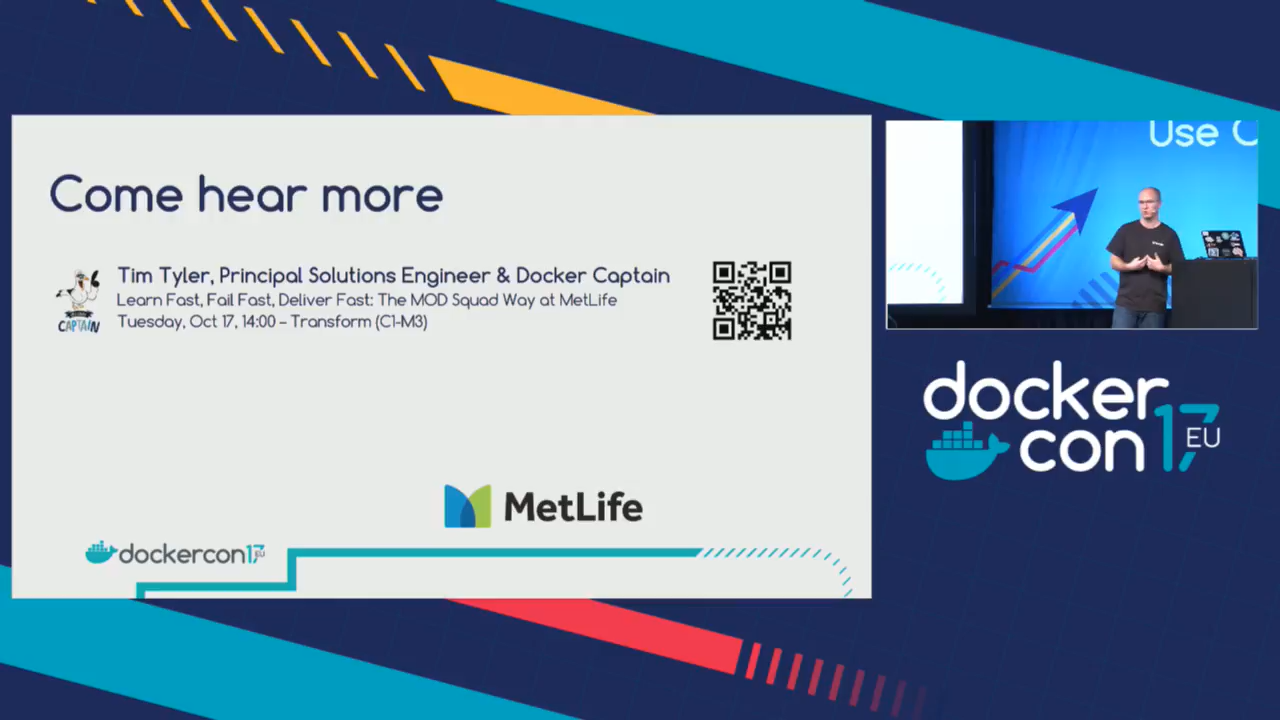 Come hear more
Tim Tyler, Principal Solutions Engineer & Docker Captain
Learn Fast, Fail Fast, Deliver Fast: The MOD Squad Way at MetLife
Tuesday, Oct 17, 14:00 – Transform (C1-M3)
CAPTAIN
MetLife
dockercon17 EU
Use C
docker
con 17 EU